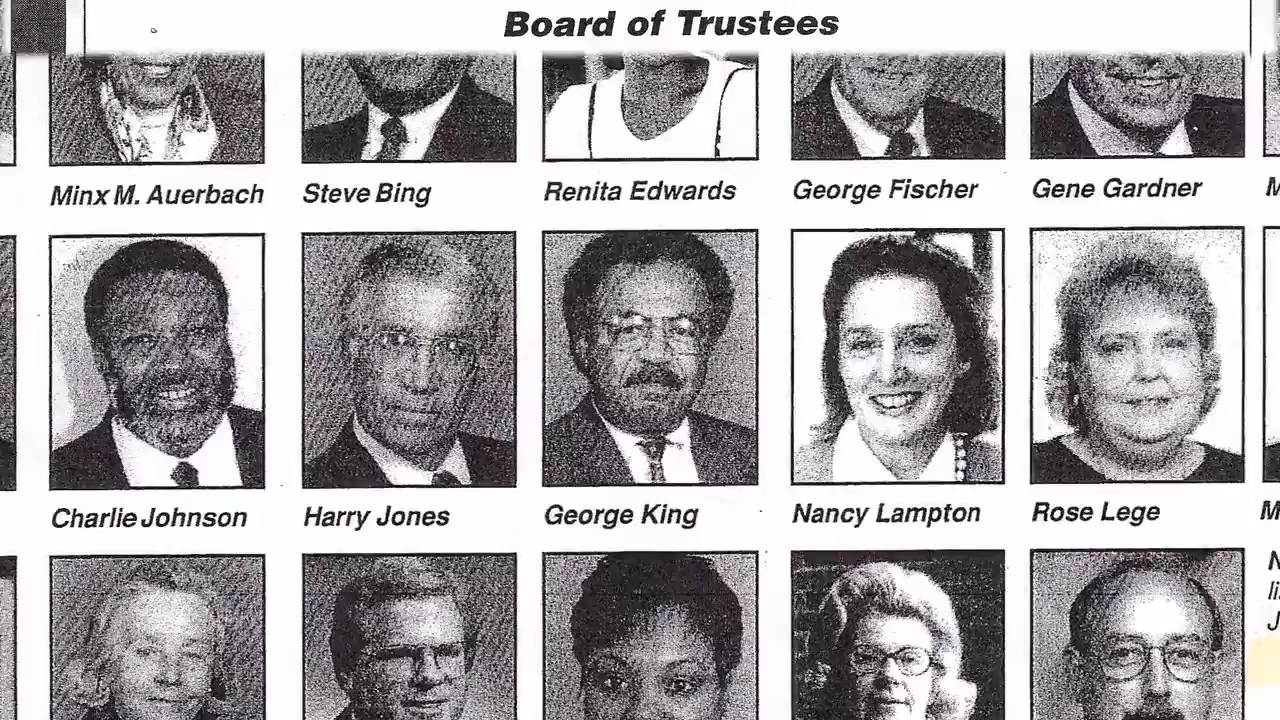 Board of Trustees
Minx M. Auerbach
Steve Bing
Renita Edwards
George Fischer
Gene Gardner
Charlie Johnson
Harry Jones
George King
Nancy Lampton
Rose Lege